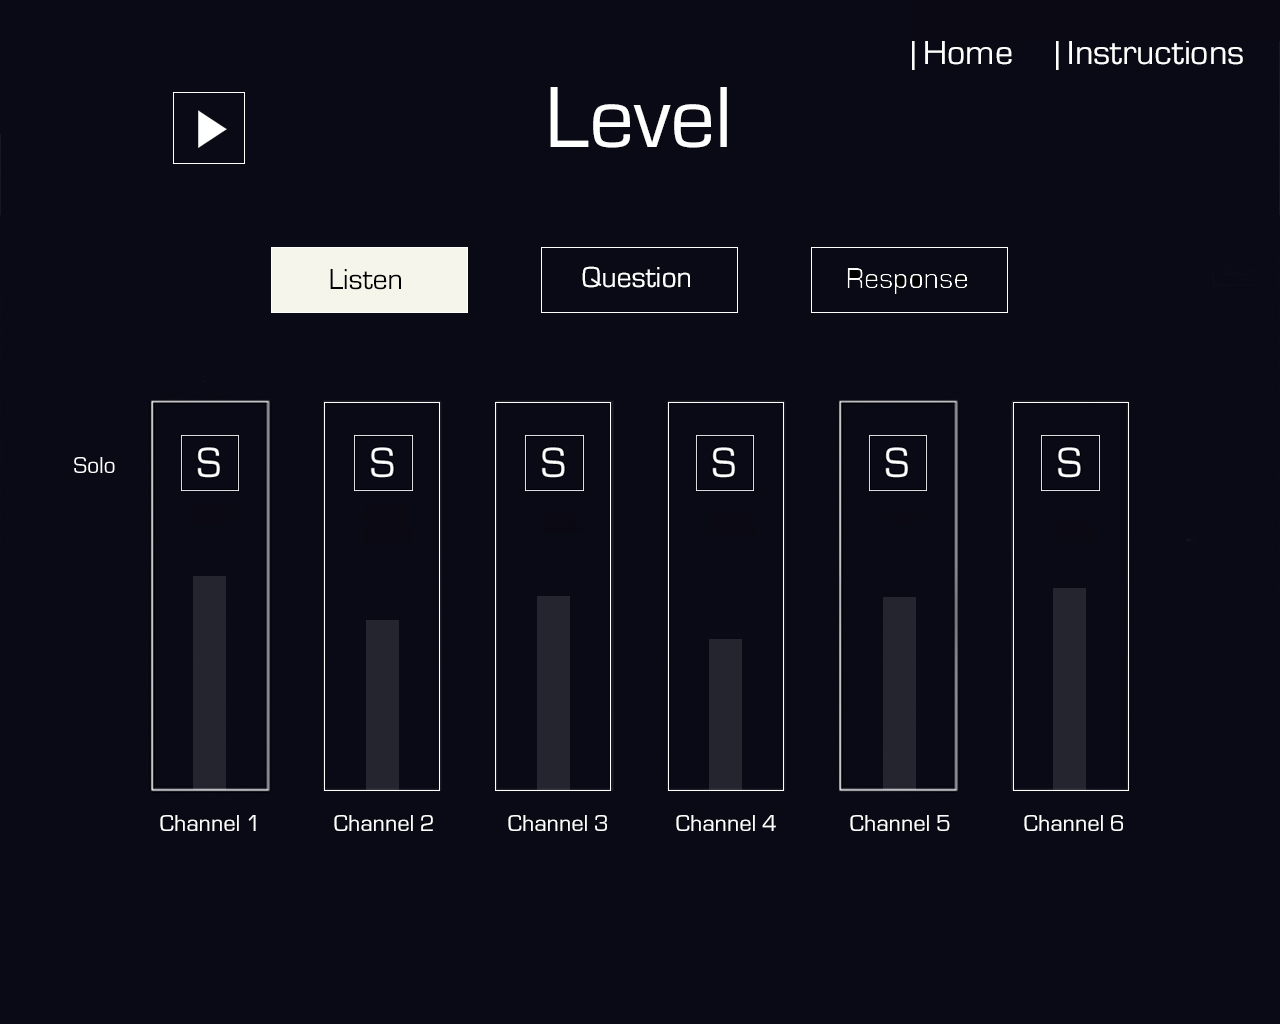 |Home |Instructions
Level
Listen Question Response
Solo S S S S S S
Channel 1 Channel 2 Channel 3 Channel 4 Channel 5 Channel 6